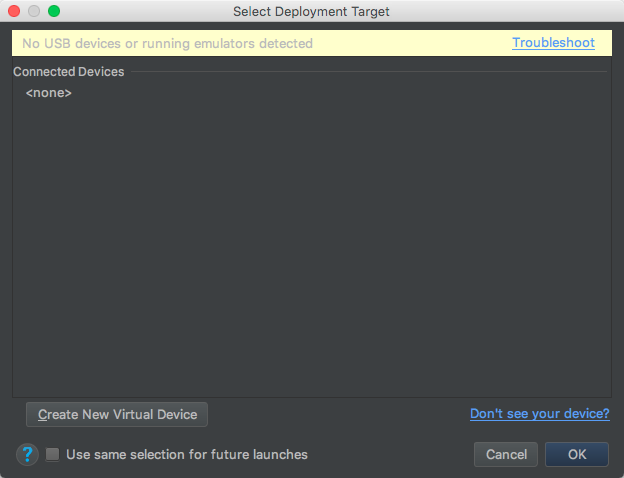 Select Deployment Target
No USB devices or running emulators detected Troubleshoot
Connected Devices
<none>
Create New Virtual Device Don't see your device?
? Use same selection for future launches Cancel OK